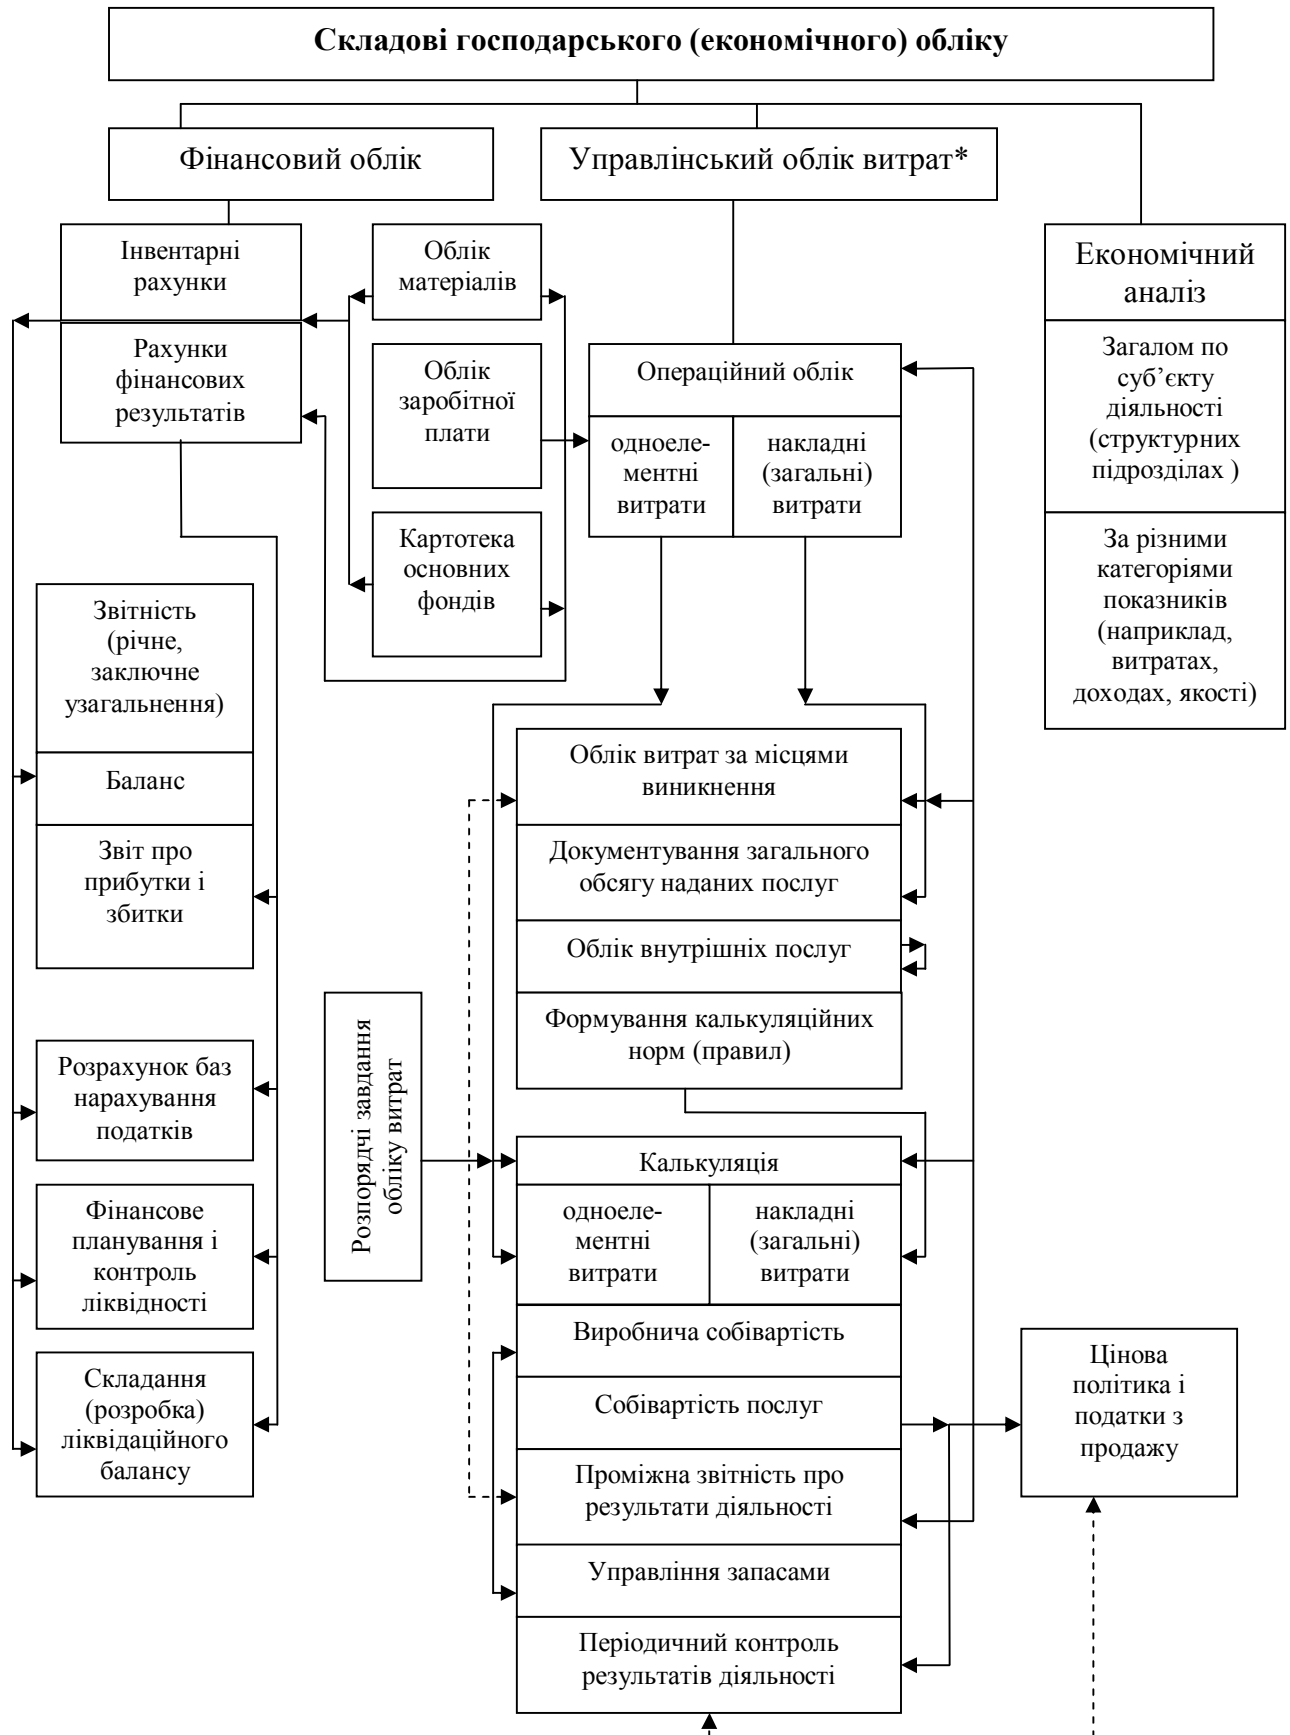 Складові господарського (економічного) обліку
Фінансовий облік
Управлінський облік витрат*
Інвентарні
рахунки
Рахунки
фінансових
результатів
Облік
матеріалів
Облік
заробітної
плати
Картотека
основних
фондів
Операційний облік
одноеле-
ментні
витрати
накладні
(загальні)
витрати
Економічний
аналіз
Загалом по
суб’єкту
діяльності
(структурних
підрозділах )
За різними
категоріями
показників
(наприклад,
витратах,
доходах, якості)
Звітність
(річне,
заключне
узагальнення)
Баланс
Звіт про
прибутки і
збитки
Розрахунок баз
нарахування
податків
Фінансове
планування і
контроль
ліквідності
Складання
(розробка)
ліквідаційного
балансу
Розпорядчі завдання
обліку витрат
Облік витрат за місцями
виникнення
Документування загального
обсягу наданих послуг
Облік внутрішніх послуг
Формування калькуляційних
норм (правил)
Калькуляція
одноеле-
ментні
витрати
накладні
(загальні)
витрати
Виробнича собівартість
Собівартість послуг
Проміжна звітність про
результати діяльності
Управління запасами
Періодичний контроль
результатів діяльності
Цінова
політика і
податки з
продажу